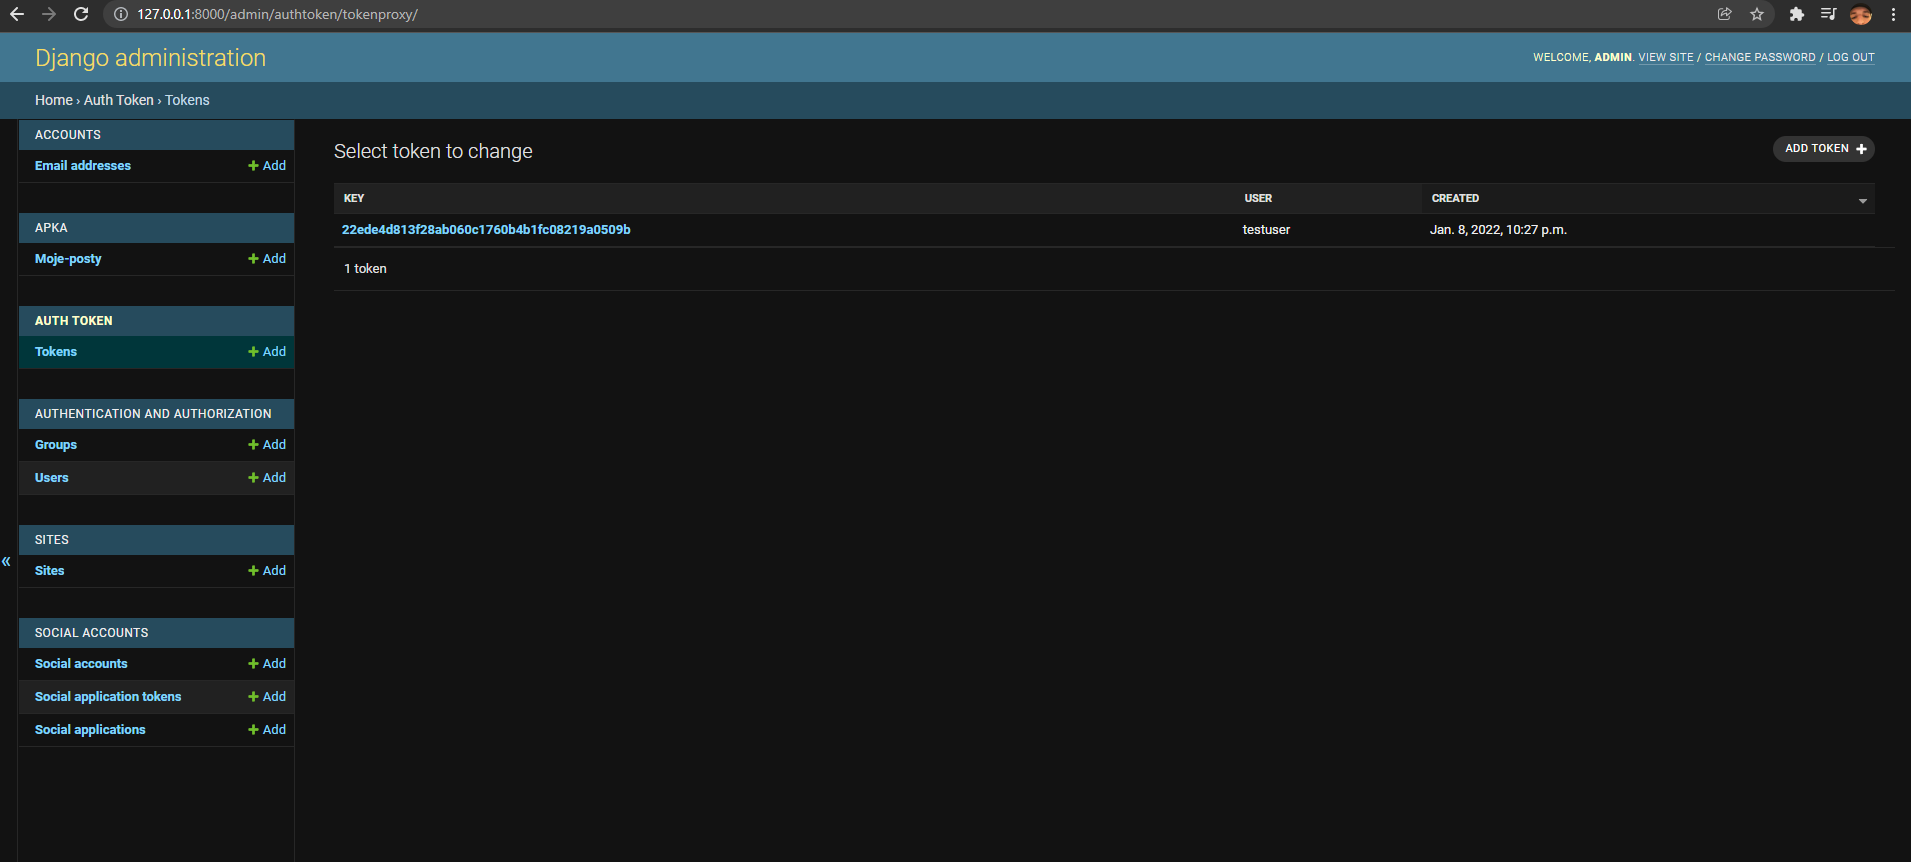 127.0.0.1:8000/admin/authtoken/tokenproxy/
Django administration
WELCOME, ADMIN. VIEW SITE / CHANGE PASSWORD / LOG OUT
Home › Auth Token › Tokens
ACCOUNTS
Email addresses + Add
APKA
Moje-posty + Add
AUTH TOKEN
Tokens + Add
AUTHENTICATION AND AUTHORIZATION
Groups + Add
Users + Add
SITES
Sites + Add
SOCIAL ACCOUNTS
Social accounts + Add
Social application tokens + Add
Social applications + Add
«
Select token to change
ADD TOKEN +
KEY USER CREATED
22ede4d813f28ab060c1760b4b1fc08219a0509b testuser Jan. 8, 2022, 10:27 p.m.
1 token